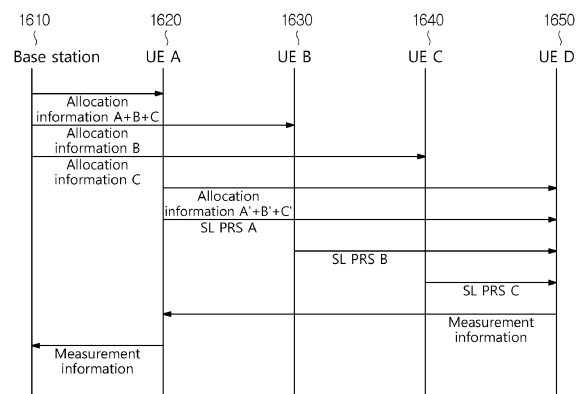 1610 1620 1630 1640 1650
Base station UE A UE B UE C UE D
Allocation
information A+B+C
Allocation
information B
Allocation
information C
Allocation
information A'+B'+C'
SL PRS A
SL PRS B
SL PRS C
Measurement
information
Measurement
information